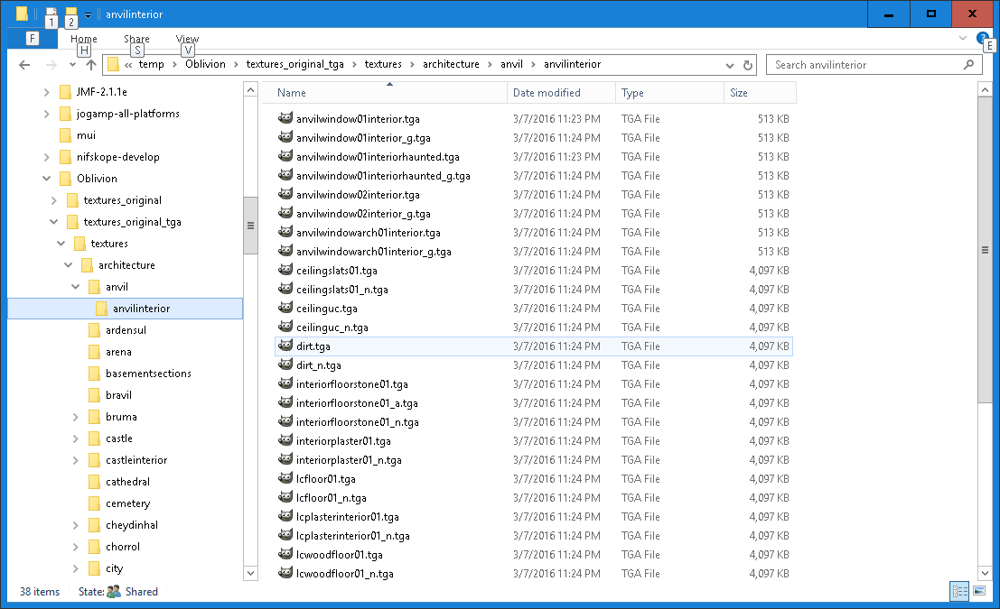 anvilinterior
1 2
F Home Share View
H S V E
« temp > Oblivion > textures_original_tga > textures > architecture > anvil > anvilinterior
Search anvilinterior
JMF-2.1.1e
jogamp-all-platforms
mui
nifskope-develop
Oblivion
textures_original
textures_original_tga
textures
architecture
anvil
anvilinterior
ardensul
arena
basementsections
bravil
bruma
castle
castleinterior
cathedral
cemetery
cheydinhal
chorrol
city
Name Date modified Type Size
anvilwindow01interior.tga 3/7/2016 11:23 PM TGA File 513 KB
anvilwindow01interior_g.tga 3/7/2016 11:24 PM TGA File 513 KB
anvilwindow01interiorhaunted.tga 3/7/2016 11:23 PM TGA File 513 KB
anvilwindow01interiorhaunted_g.tga 3/7/2016 11:24 PM TGA File 513 KB
anvilwindow02interior.tga 3/7/2016 11:24 PM TGA File 513 KB
anvilwindow02interior_g.tga 3/7/2016 11:24 PM TGA File 513 KB
anvilwindowarch01interior.tga 3/7/2016 11:24 PM TGA File 513 KB
anvilwindowarch01interior_g.tga 3/7/2016 11:24 PM TGA File 513 KB
ceilingslats01.tga 3/7/2016 11:24 PM TGA File 4,097 KB
ceilingslats01_n.tga 3/7/2016 11:24 PM TGA File 4,097 KB
ceilinguc.tga 3/7/2016 11:24 PM TGA File 4,097 KB
ceilinguc_n.tga 3/7/2016 11:24 PM TGA File 4,097 KB
dirt.tga 3/7/2016 11:24 PM TGA File 4,097 KB
dirt_n.tga 3/7/2016 11:24 PM TGA File 4,097 KB
interiorfloorstone01.tga 3/7/2016 11:24 PM TGA File 4,097 KB
interiorfloorstone01_a.tga 3/7/2016 11:24 PM TGA File 4,097 KB
interiorfloorstone01_n.tga 3/7/2016 11:24 PM TGA File 4,097 KB
interiorplaster01.tga 3/7/2016 11:24 PM TGA File 4,097 KB
interiorplaster01_n.tga 3/7/2016 11:24 PM TGA File 4,097 KB
lcfloor01.tga 3/7/2016 11:24 PM TGA File 4,097 KB
lcfloor01_n.tga 3/7/2016 11:24 PM TGA File 4,097 KB
lcplasterinterior01.tga 3/7/2016 11:24 PM TGA File 4,097 KB
lcplasterinterior01_n.tga 3/7/2016 11:24 PM TGA File 4,097 KB
lcwoodfloor01.tga 3/7/2016 11:24 PM TGA File 4,097 KB
lcwoodfloor01_n.tga 3/7/2016 11:24 PM TGA File 4,097 KB
38 items State: Shared